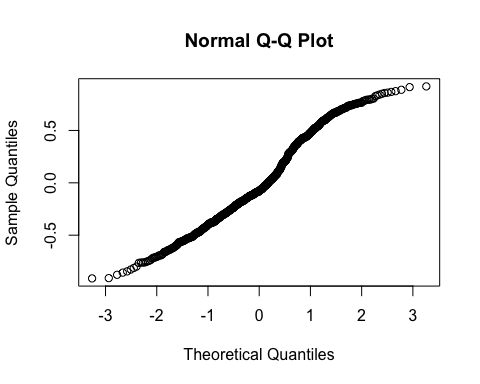 Normal Q-Q Plot
Sample Quantiles
0.5
0.0
-0.5
-3 -2 -1 0 1 2 3
Theoretical Quantiles